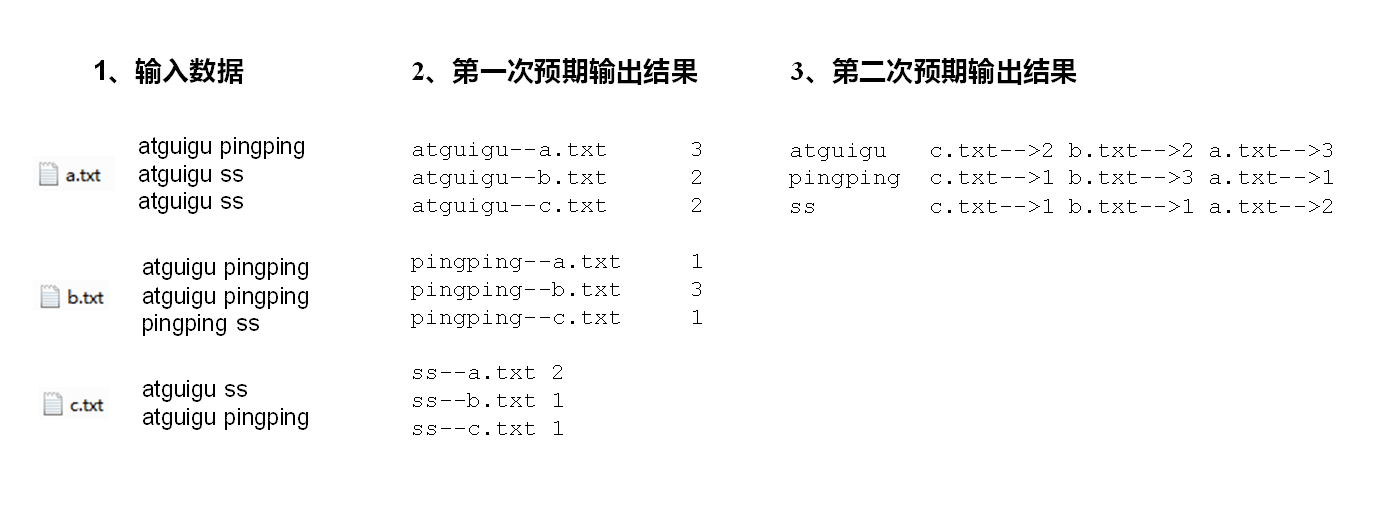 1、输入数据
a.txt
atguigu pingping
atguigu ss
atguigu ss
b.txt
atguigu pingping
atguigu pingping
pingping ss
c.txt
atguigu ss
atguigu pingping
2、第一次预期输出结果
atguigu--a.txt 3
atguigu--b.txt 2
atguigu--c.txt 2
pingping--a.txt 1
pingping--b.txt 3
pingping--c.txt 1
ss--a.txt 2
ss--b.txt 1
ss--c.txt 1
3、第二次预期输出结果
atguigu c.txt-->2 b.txt-->2 a.txt-->3
pingping c.txt-->1 b.txt-->3 a.txt-->1
ss c.txt-->1 b.txt-->1 a.txt-->2